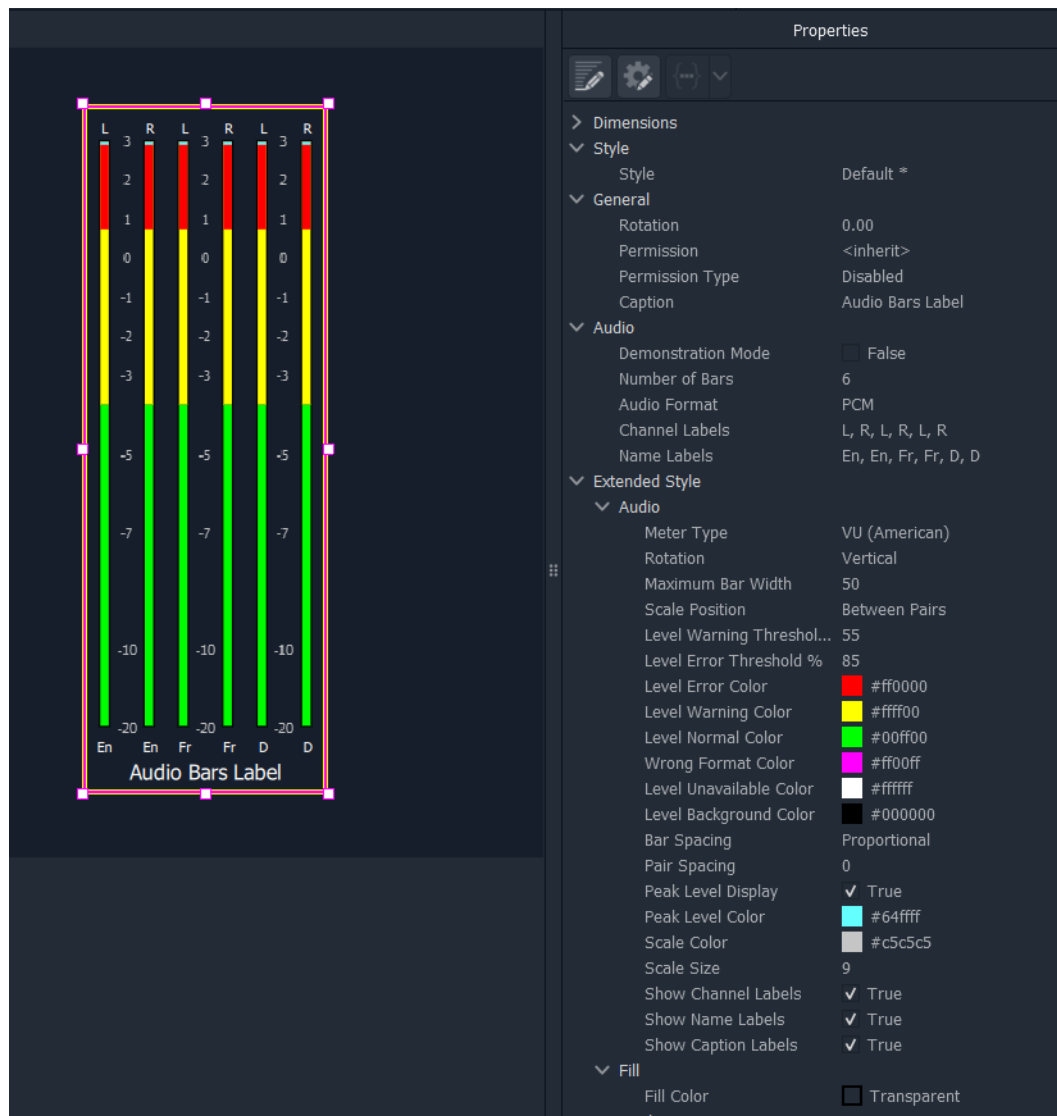 Properties
Dimensions
Style
Style Default *
General
Rotation 0.00
Permission <inherit>
Permission Type Disabled
Caption Audio Bars Label
Audio
Demonstration Mode False
Number of Bars 6
Audio Format PCM
Channel Labels L, R, L, R, L, R
Name Labels En, En, Fr, Fr, D, D
Extended Style
Audio
Meter Type VU (American)
Rotation Vertical
Maximum Bar Width 50
Scale Position Between Pairs
Level Warning Threshol... 55
Level Error Threshold % 85
Level Error Color #ff0000
Level Warning Color #ffff00
Level Normal Color #00ff00
Wrong Format Color #ff00ff
Level Unavailable Color #ffffff
Level Background Color #000000
Bar Spacing Proportional
Pair Spacing 0
Peak Level Display True
Peak Level Color #64ffff
Scale Color #c5c5c5
Scale Size 9
Show Channel Labels True
Show Name Labels True
Show Caption Labels True
Fill
Fill Color Transparent
L R L R L R
3 3 3
2 2 2
1 1 1
0 0 0
-1 -1 -1
-2 -2 -2
-3 -3 -3
-5 -5 -5
-7 -7 -7
-10 -10 -10
-20 -20 -20
En En Fr Fr D D
Audio Bars Label